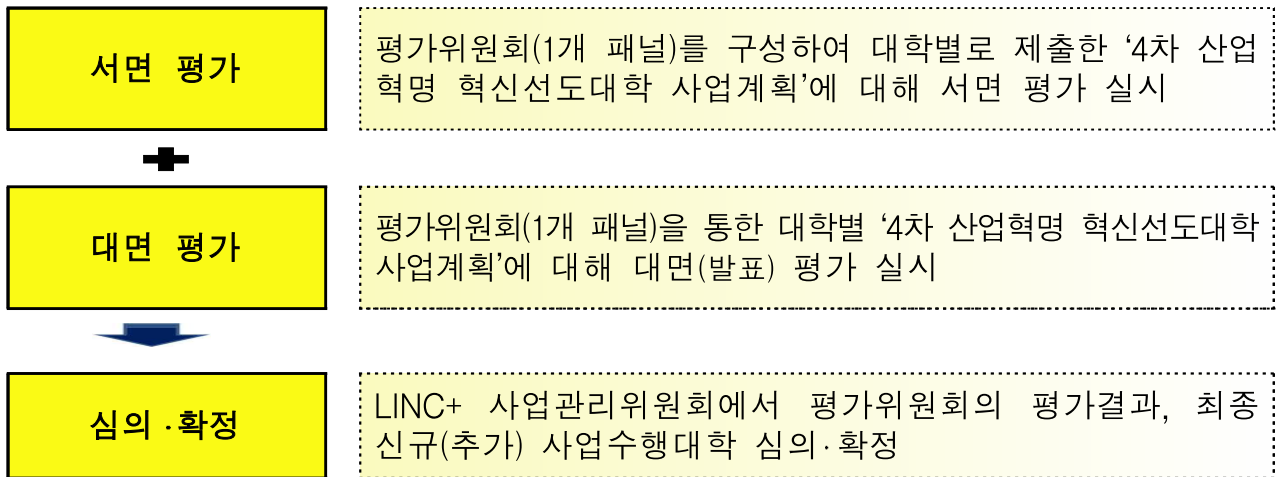 서면 평가
평가위원회(1개 패널)를 구성하여 대학별로 제출한 ‘4차 산업
혁명 혁신선도대학 사업계획’에 대해 서면 평가 실시
대면 평가
평가위원회(1개 패널)을 통한 대학별 ‘4차 산업혁명 혁신선도대학
사업계획’에 대해 대면(발표) 평가 실시
심의·확정
LINC+ 사업관리위원회에서 평가위원회의 평가결과, 최종
신규(추가) 사업수행대학 심의·확정